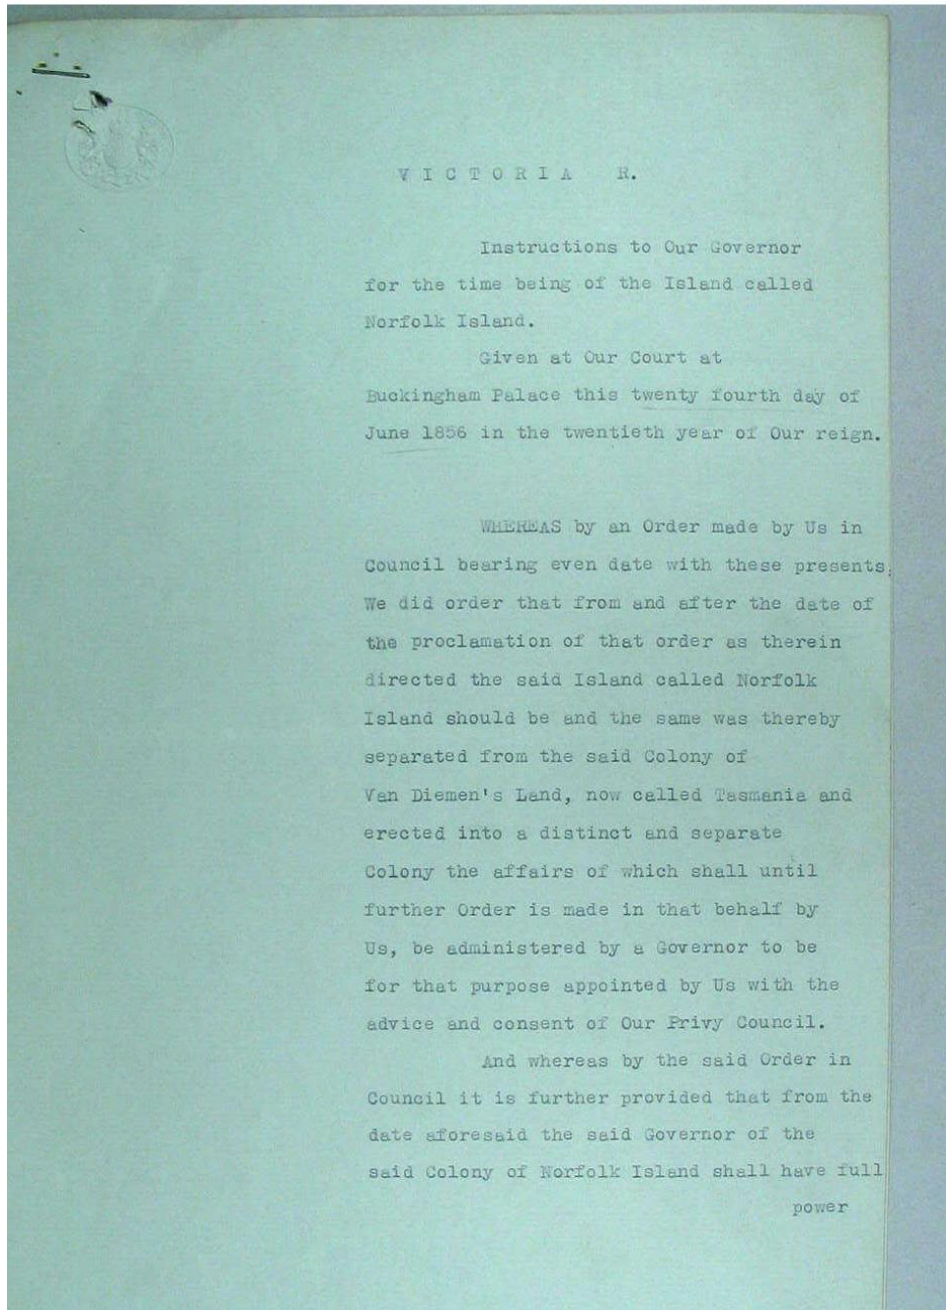 VICTORIA R.
Instructions to Our Governor
for the time being of the Island called
Norfolk Island.
Given at Our Court at
Buckingham Palace this twenty fourth day of
June 1856 in the twentieth year of Our reign.
WHEREAS by an Order made by Us in
Council bearing even date with these presents,
We did order that from and after the date of
the proclamation of that order as therein
directed the said Island called Norfolk
Island should be and the same was thereby
separated from the said Colony of
Van Diemen's Land, now called Tasmania and
erected into a distinct and separate
Colony the affairs of which shall until
further Order is made in that behalf by
Us, be administered by a Governor to be
for that purpose appointed by Us with the
advice and consent of Our Privy Council.
And whereas by the said Order in
Council it is further provided that from the
date aforesaid the said Governor of the
said Colony of Norfolk Island shall have full
power